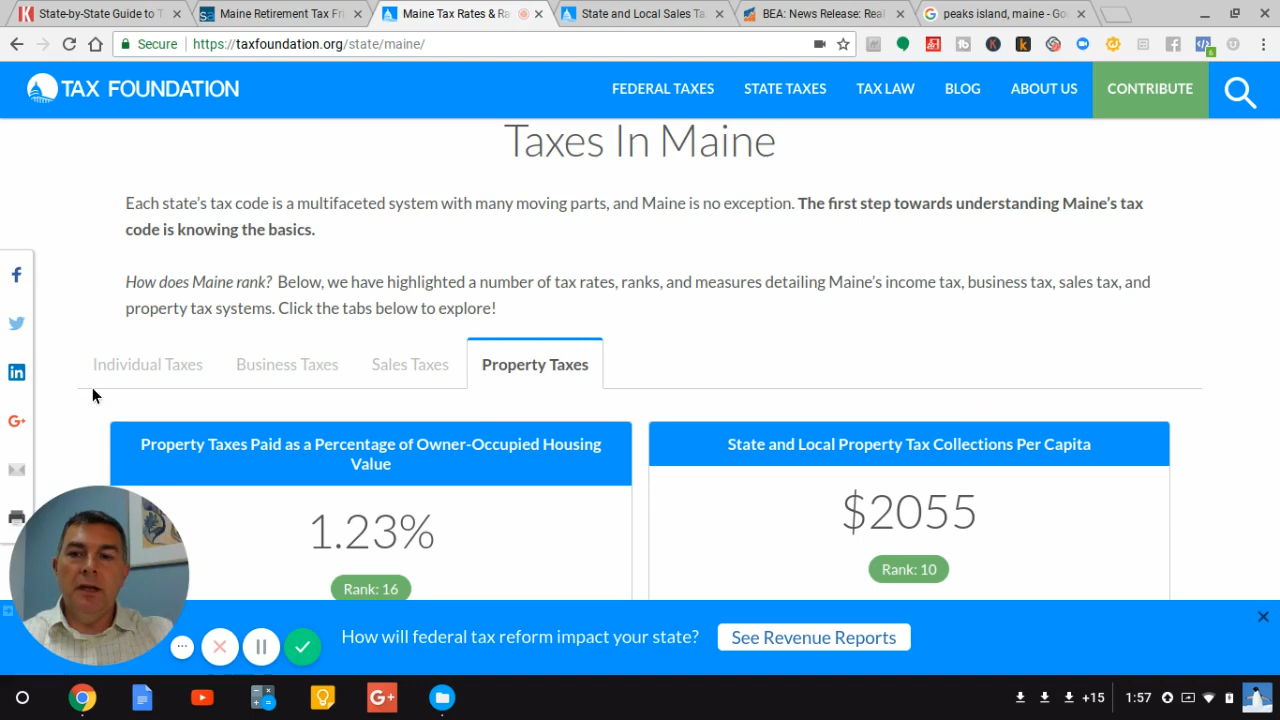 State-by-State Guide to T
Maine Retirement Tax Fri
Maine Tax Rates & Ra
State and Local Sales Ta
BEA: News Release: Real
peaks island, maine - Go
Secure
https://taxfoundation.org/state/maine/
TAX FOUNDATION
FEDERAL TAXES
STATE TAXES
TAX LAW
BLOG
ABOUT US
CONTRIBUTE
Taxes In Maine
Each state's tax code is a multifaceted system with many moving parts, and Maine is no exception. The first step towards understanding Maine's tax
code is knowing the basics.
How does Maine rank? Below, we have highlighted a number of tax rates, ranks, and measures detailing Maine's income tax, business tax, sales tax, and
property tax systems. Click the tabs below to explore!
Individual Taxes
Business Taxes
Sales Taxes
Property Taxes
Property Taxes Paid as a Percentage of Owner-Occupied Housing
Value
1.23%
Rank: 16
State and Local Property Tax Collections Per Capita
$2055
Rank: 10
How will federal tax reform impact your state?
See Revenue Reports
+15
1:57